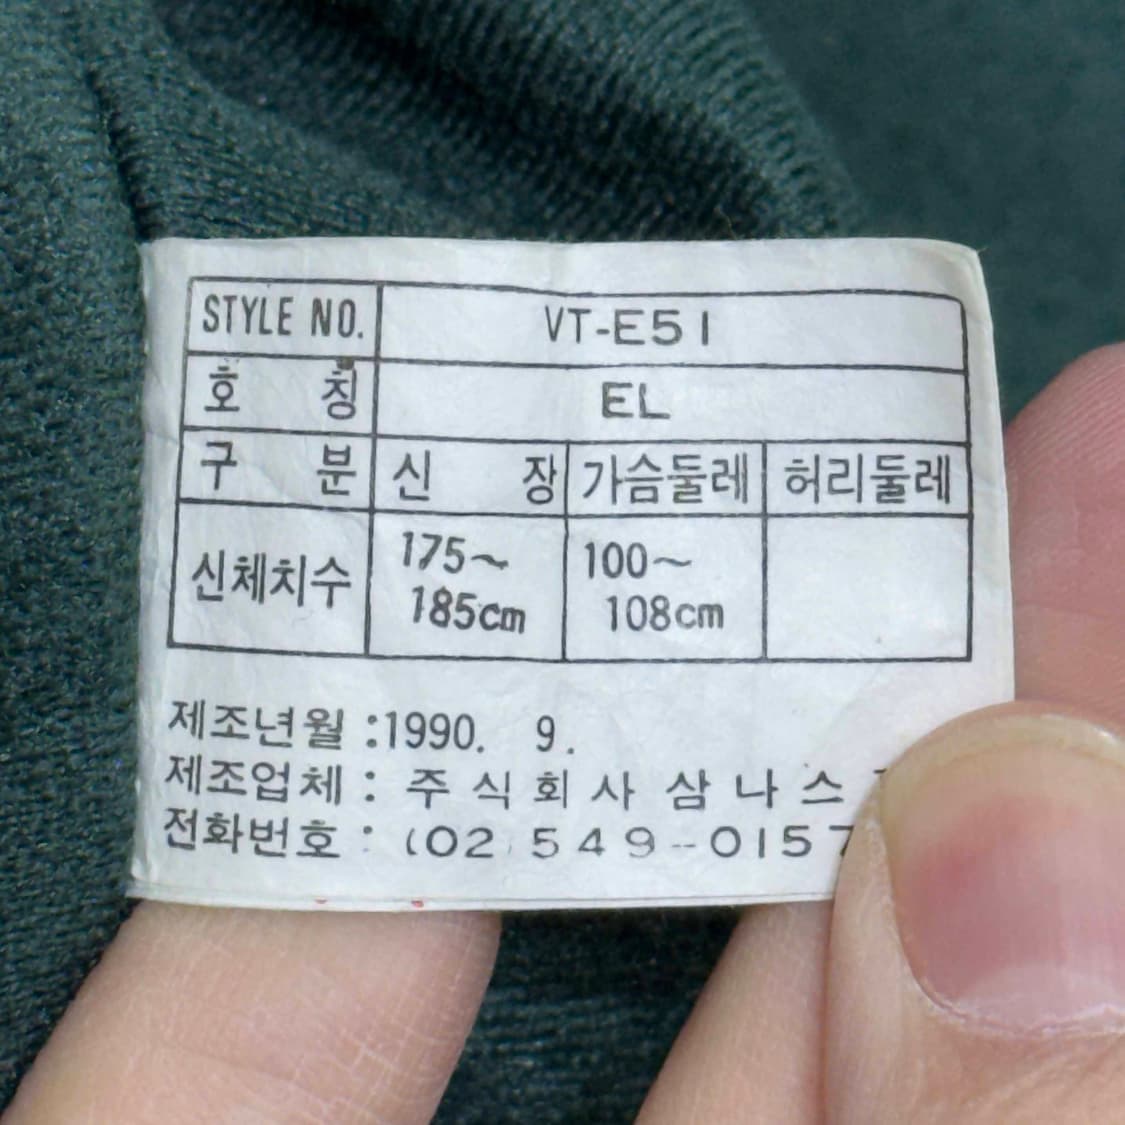 STYLE NO. VT-E51
호 칭 EL
구 분 신 장 가슴둘레 허리둘레
신체치수 175~ 185cm 100~ 108cm
제조년월 :1990. 9.
제조업체 : 주식회사 삼나스
전화번호 : (02 549-0157